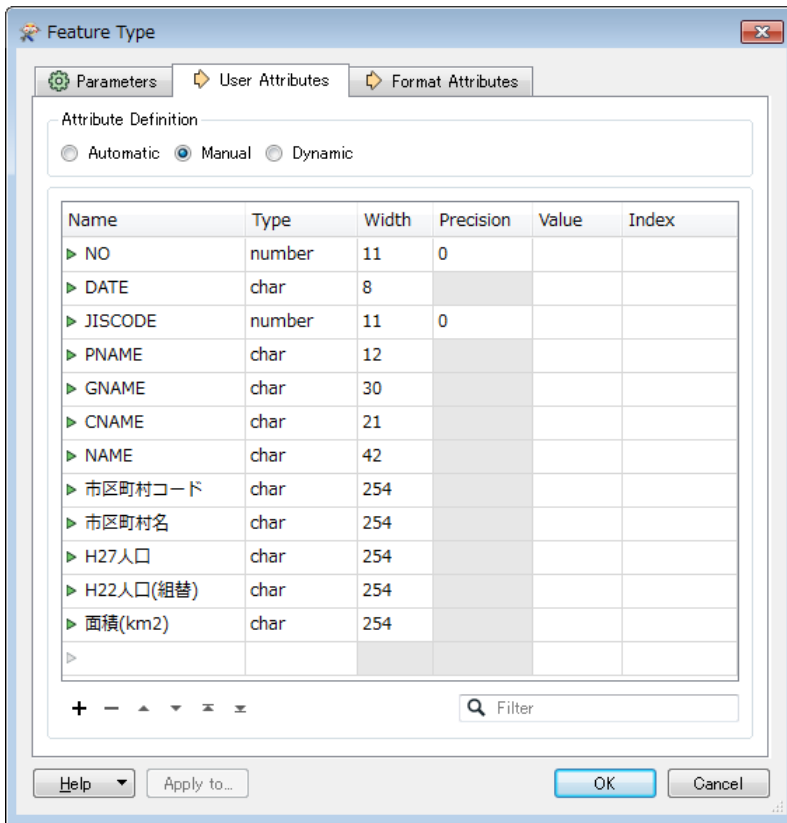 Feature Type
Parameters User Attributes Format Attributes
Attribute Definition
Automatic Manual Dynamic
Name Type Width Precision Value Index
NO number 11 0
DATE char 8
JISCODE number 11 0
PNAME char 12
GNAME char 30
CNAME char 21
NAME char 42
市区町村コード char 254
市区町村名 char 254
H27人口 char 254
H22人口(組替) char 254
面積(km2) char 254
Filter
Help Apply to... OK Cancel